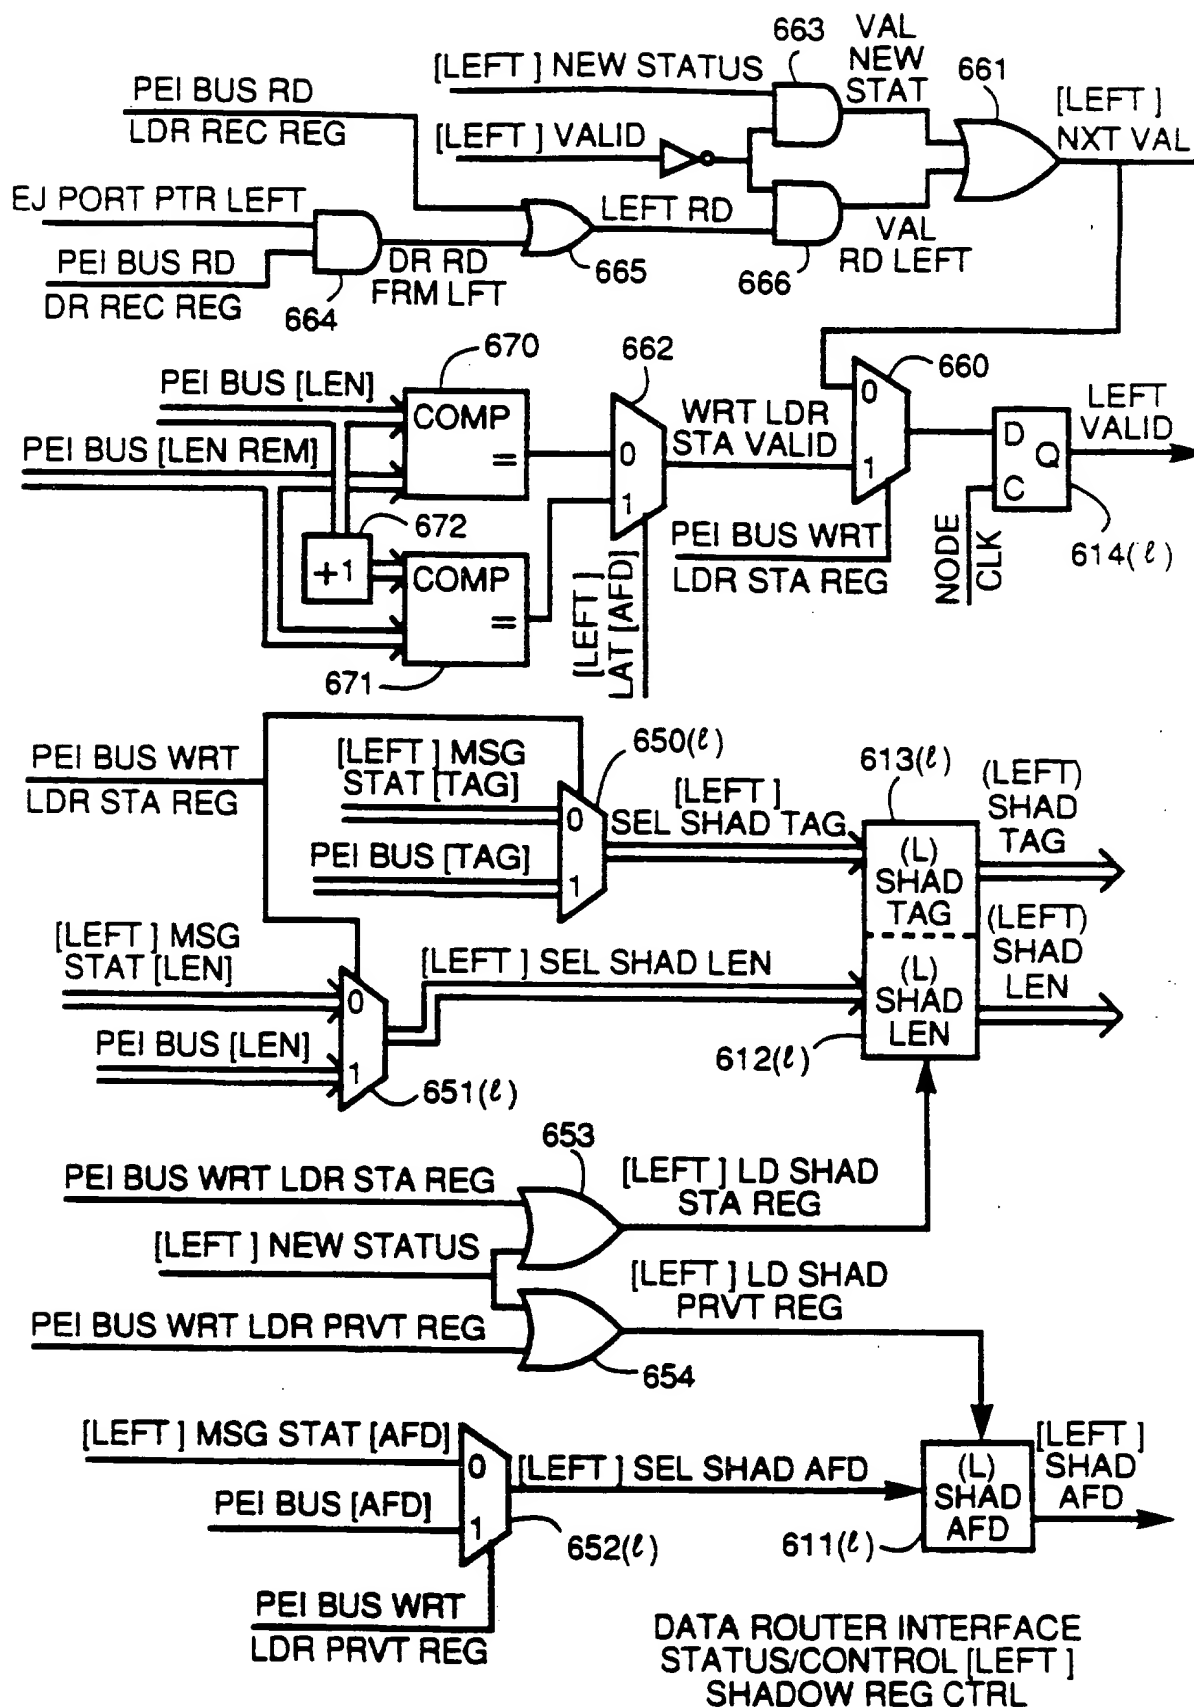 663
VAL
NEW
STAT
661
[LEFT ] NEW STATUS
[LEFT ]
NXT VAL
PEI BUS RD
LDR REC REG
[LEFT ] VALID
EJ PORT PTR LEFT
LEFT RD
PEI BUS RD
DR REC REG
664
DR RD
FRM LFT
665
666
VAL
RD LEFT
670
662
660
PEI BUS [LEN]
COMP
=
PEI BUS [LEN REM]
0
1
WRT LDR
STA VALID
0
1
D
Q
C
LEFT
VALID
672
+1
COMP
=
671
[LEFT ]
LAT [AFD]
PEI BUS WRT
LDR STA REG
NODE
CLK
614(ℓ)
PEI BUS WRT
LDR STA REG
[LEFT ] MSG
STAT [TAG]
650(ℓ)
0
1
PEI BUS [TAG]
[LEFT ]
SEL SHAD TAG
613(ℓ)
(L)
SHAD
TAG
(LEFT)
SHAD
TAG
[LEFT ] MSG
STAT [LEN]
0
1
PEI BUS [LEN]
651(ℓ)
[LEFT ] SEL SHAD LEN
(L)
SHAD
LEN
612(ℓ)
(LEFT)
SHAD
LEN
653
PEI BUS WRT LDR STA REG
[LEFT ] LD SHAD
STA REG
[LEFT ] NEW STATUS
[LEFT ] LD SHAD
PRVT REG
PEI BUS WRT LDR PRVT REG
654
[LEFT ] MSG STAT [AFD]
0
1
PEI BUS [AFD]
[LEFT ] SEL SHAD AFD
652(ℓ)
(L)
SHAD
AFD
611(ℓ)
[LEFT ]
SHAD
AFD
PEI BUS WRT
LDR PRVT REG
DATA ROUTER INTERFACE
STATUS/CONTROL [LEFT ]
SHADOW REG CTRL